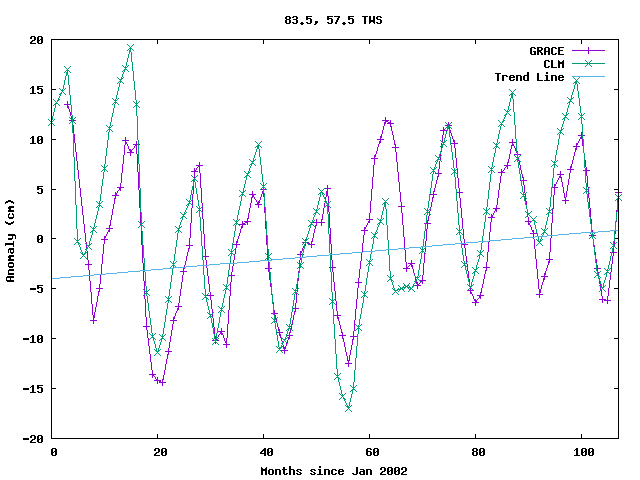 83.5, 57.5 TWS
GRACE
CLM
Trend Line
20
15
10
5
0
-5
-10
-15
-20
Anomaly (cm)
0 20 40 60 80 100
Months since Jan 2002